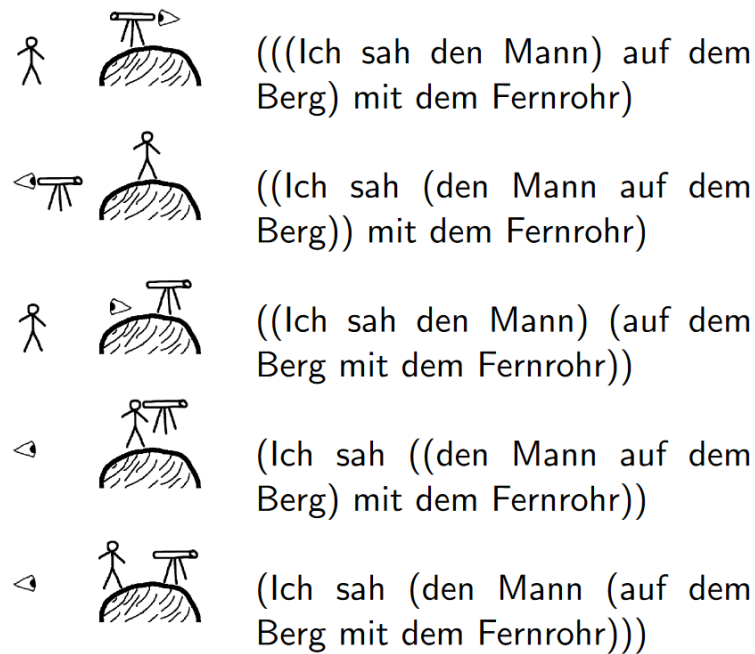 (((Ich sah den Mann) auf dem
Berg) mit dem Fernrohr)
((Ich sah (den Mann auf dem
Berg)) mit dem Fernrohr)
((Ich sah den Mann) (auf dem
Berg mit dem Fernrohr))
(Ich sah ((den Mann auf dem
Berg) mit dem Fernrohr))
(Ich sah (den Mann (auf dem
Berg mit dem Fernrohr)))